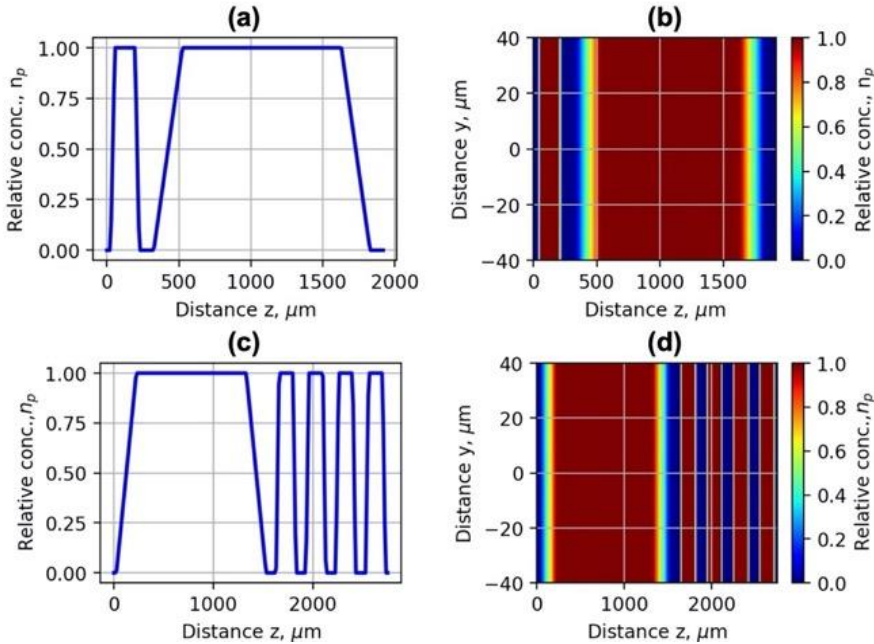 (a)
Relative conc., n_p
1.00
0.75
0.50
0.25
0.00
0 500 1000 1500 2000
Distance z, μm
(b)
Distance y, μm
40
20
0
−20
−40
0 500 1000 1500
Distance z, μm
1.0
0.8
0.6
0.4
0.2
0.0
Relative conc., n_p
(c)
Relative conc.,n_p
1.00
0.75
0.50
0.25
0.00
0 1000 2000
Distance z, μm
(d)
Distance y, μm
40
20
0
−20
−40
0 1000 2000
Distance z, μm
1.0
0.8
0.6
0.4
0.2
0.0
Relative conc., n_p